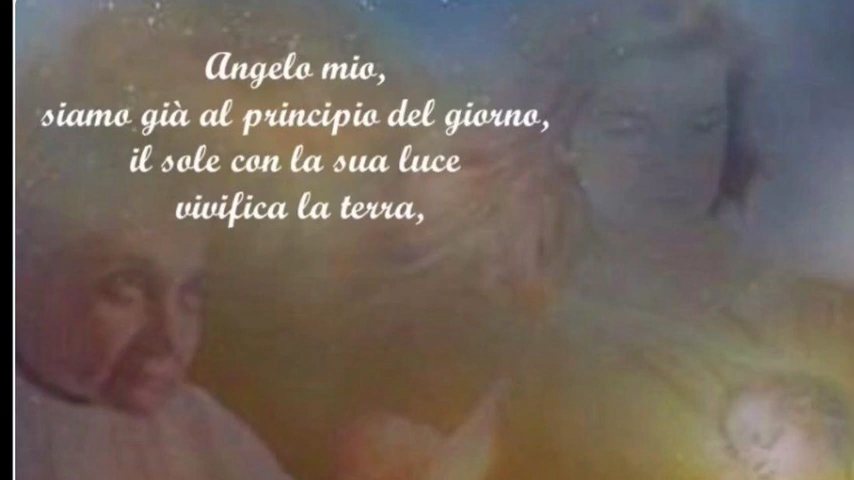 Angelo mio,
siamo già al principio del giorno,
il sole con la sua luce
vivifica la terra,